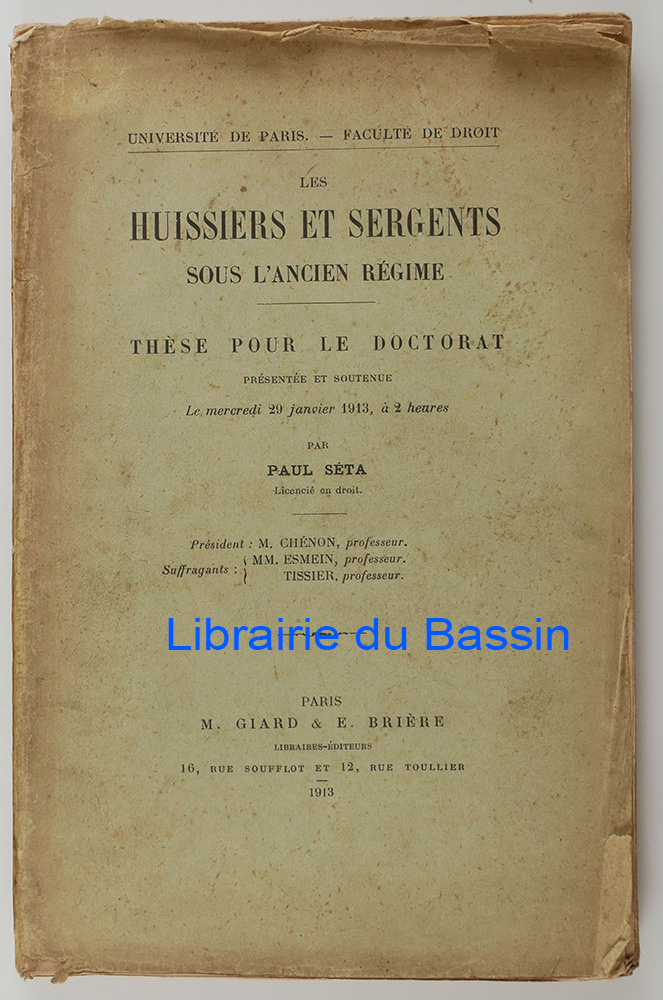 UNIVERSITÉ DE PARIS. — FACULTÉ DE DROIT
LES
HUISSIERS ET SERGENTS
SOUS L'ANCIEN RÉGIME
THÈSE POUR LE DOCTORAT
PRÉSENTÉE ET SOUTENUE
Le mercredi 29 janvier 1913, à 2 heures
PAR
PAUL SÉTA
Licencié en droit.
Président : M. CHÉNON, professeur.
Suffragants : { MM. ESMEIN, professeur.
TISSIER, professeur.
Librairie du Bassin
PARIS
M. GIARD & E. BRIÈRE
LIBRAIRES-ÉDITEURS
16, RUE SOUFFLOT ET 12, RUE TOULLIER
—
1913